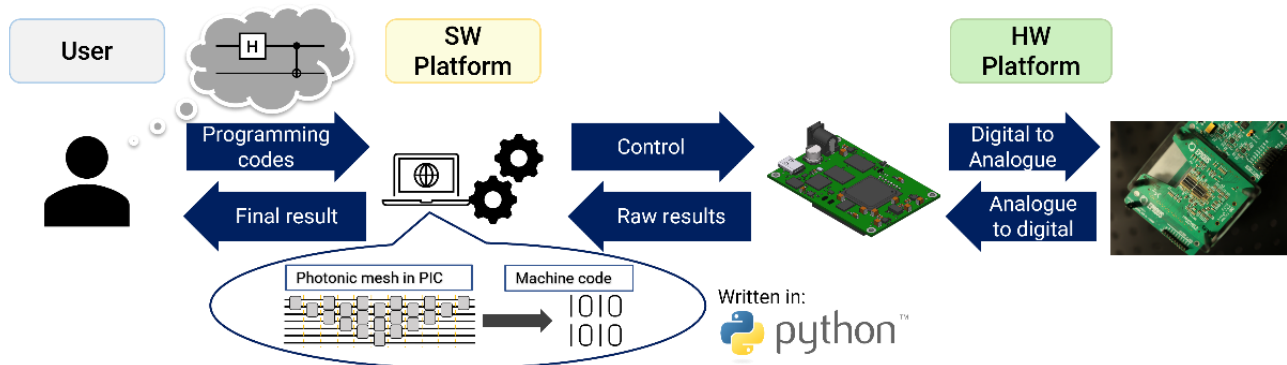 User
SW
Platform
HW
Platform
H
Programming
codes
Control
Digital to
Analogue
Final result
Raw results
Analogue
to digital
Photonic mesh in PIC
Machine code
1010
1010
Written in:
python™